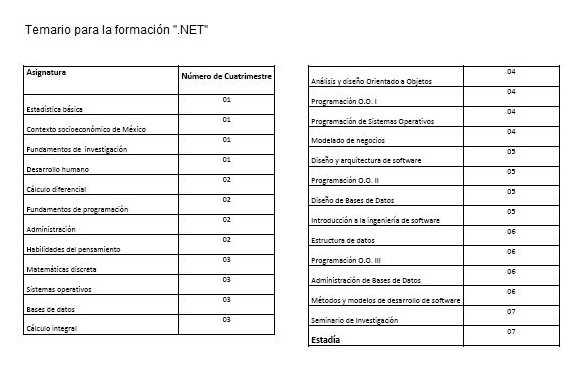 Temario para la formación ".NET"
Asignatura Número de Cuatrimestre
Estadística básica 01
Contexto socioeconómico de México 01
Fundamentos de investigación 01
Desarrollo humano 01
Cálculo diferencial 02
Fundamentos de programación 02
Administración 02
Habilidades del pensamiento 02
Matemáticas discreta 03
Sistemas operativos 03
Bases de datos 03
Cálculo integral 03
Análisis y diseño Orientado a Objetos 04
Programación O.O. I 04
Programación de Sistemas Operativos 04
Modelado de negocios 04
Diseño y arquitectura de software 05
Programación O.O. II 05
Diseño de Bases de Datos 05
Introducción a la ingeniería de software 05
Estructura de datos 06
Programación O.O. III 06
Administración de Bases de Datos 06
Métodos y modelos de desarrollo de software 06
Seminario de Investigación 07
Estadía 07